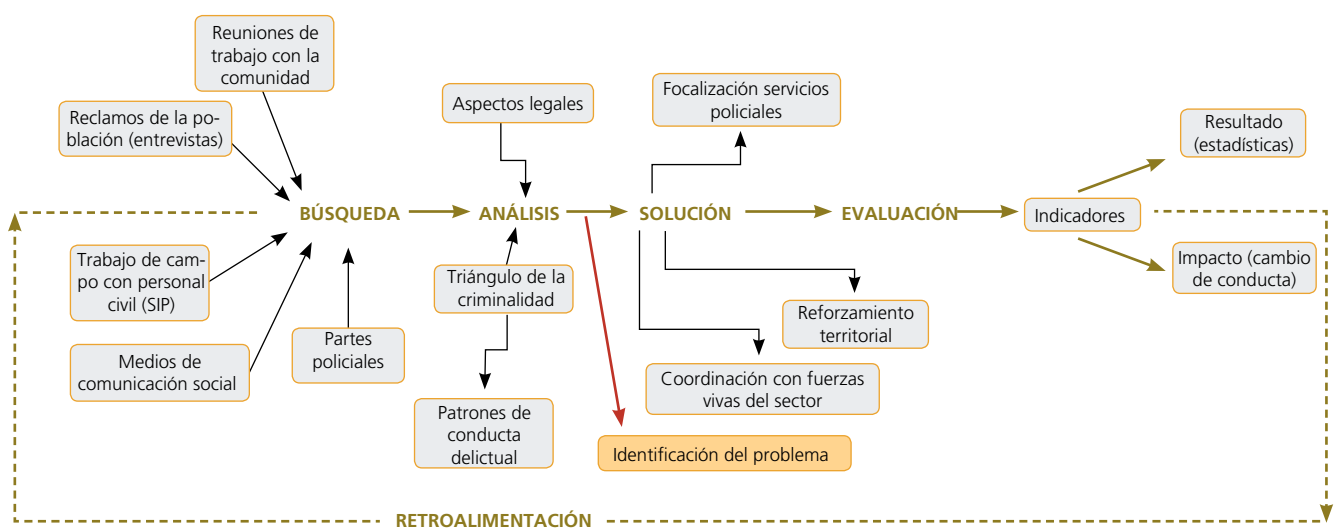 Reuniones de
trabajo con la
comunidad
Reclamos de la po-
blación (entrevistas)
Aspectos legales
Focalización servicios
policiales
Resultado
(estadísticas)
BÚSQUEDA
ANÁLISIS
SOLUCIÓN
EVALUACIÓN
Indicadores
Trabajo de cam-
po con personal
civil (SIP)
Triángulo de la
criminalidad
Impacto (cambio
de conducta)
Reforzamiento
territorial
Partes
policiales
Medios de
comunicación social
Coordinación con fuerzas
vivas del sector
Patrones de
conducta
delictual
Identificación del problema
RETROALIMENTACIÓN